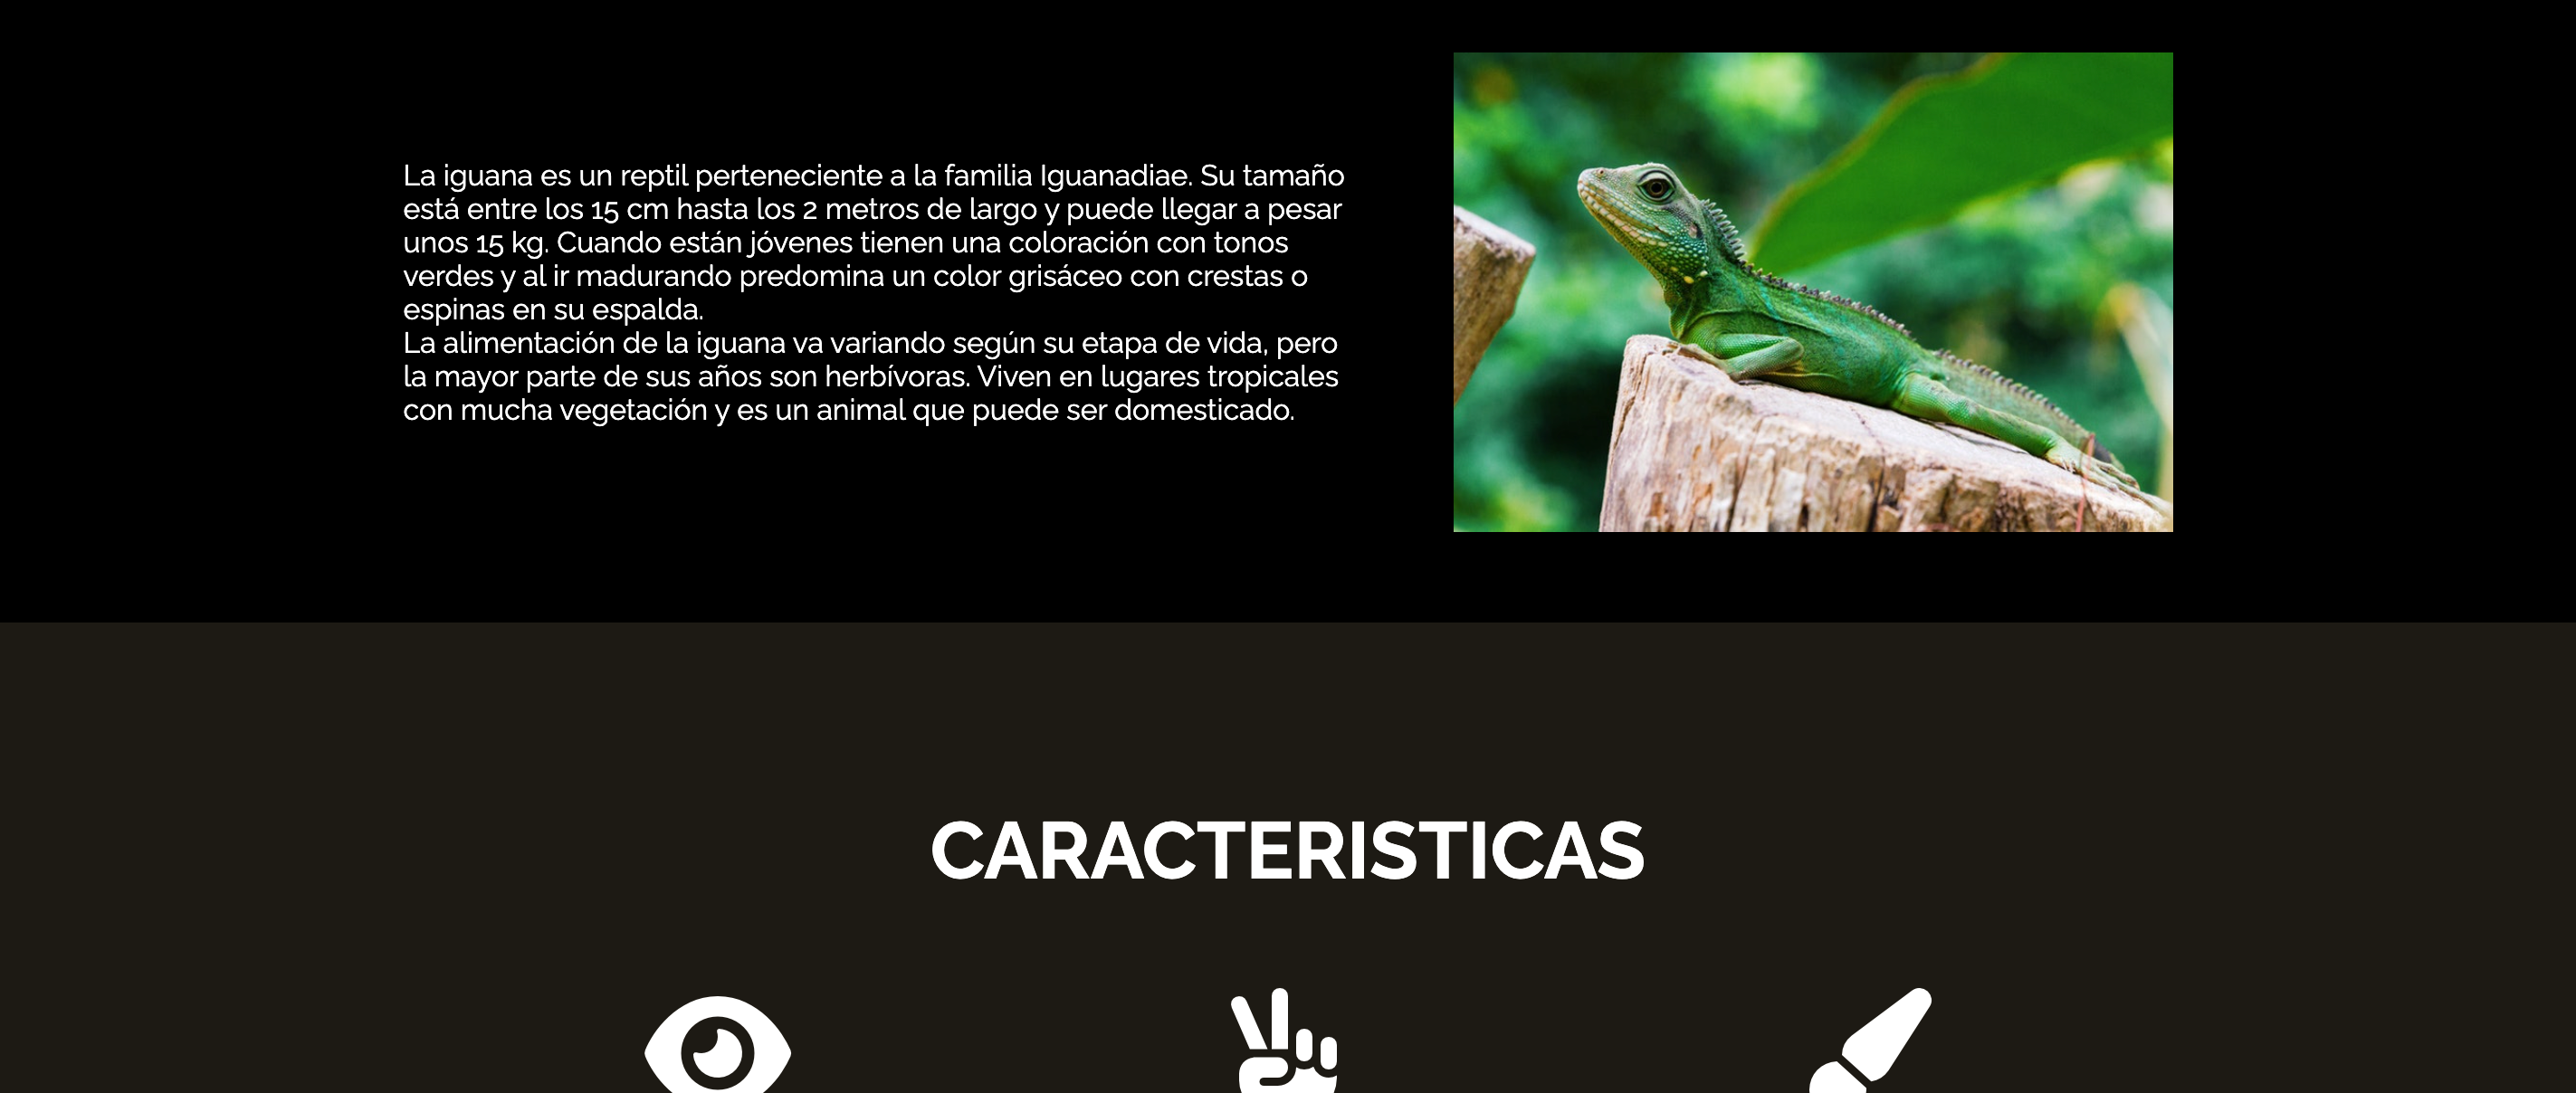 La iguana es un reptil perteneciente a la familia Iguanadiae. Su tamaño
está entre los 15 cm hasta los 2 metros de largo y puede llegar a pesar
unos 15 kg. Cuando están jóvenes tienen una coloración con tonos
verdes y al ir madurando predomina un color grisáceo con crestas o
espinas en su espalda.
La alimentación de la iguana va variando según su etapa de vida, pero
la mayor parte de sus años son herbívoras. Viven en lugares tropicales
con mucha vegetación y es un animal que puede ser domesticado.
CARACTERISTICAS